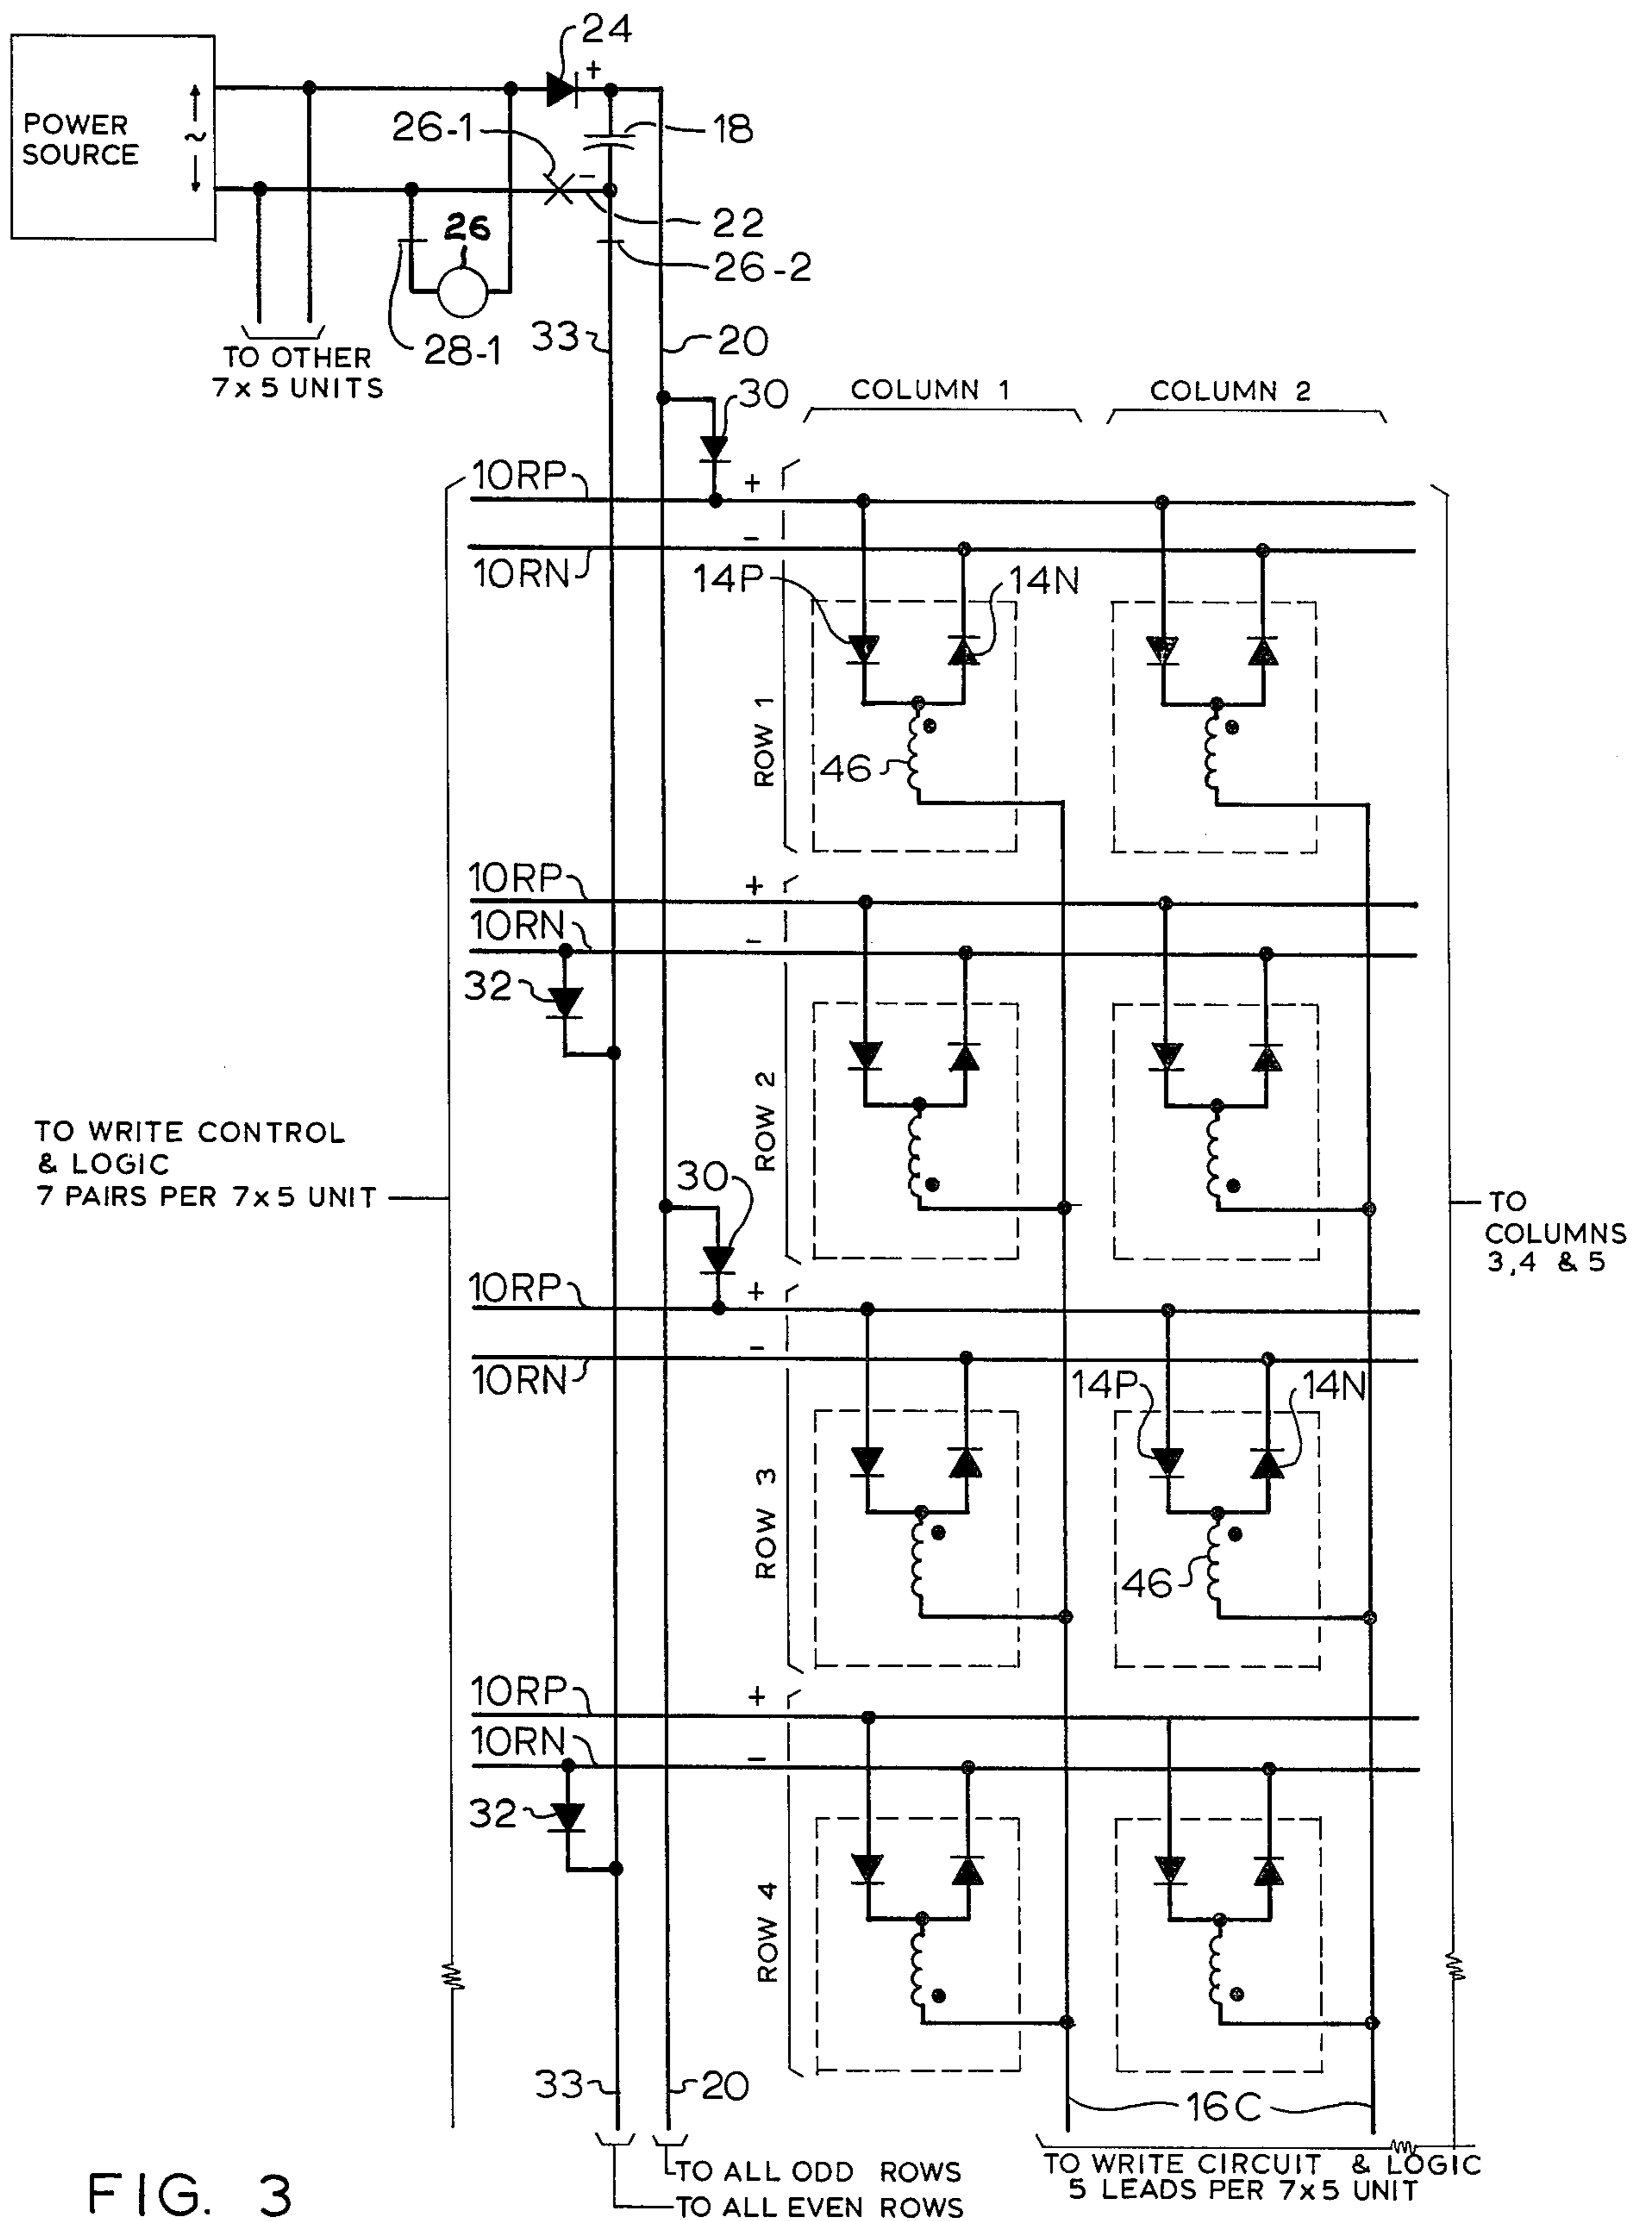 24
+
POWER
SOURCE
~
26-1
18
-
22
26
26-2
28-1
33
20
TO OTHER
7x5 UNITS
30
COLUMN 1
COLUMN 2
10RP
+
10RN
-
14P
14N
ROW 1
46
10RP
+
10RN
-
32
ROW 2
TO WRITE CONTROL
& LOGIC
7 PAIRS PER 7x5 UNIT
30
TO
COLUMNS
3,4 & 5
10RP
+
10RN
-
14P
14N
ROW 3
46
10RP
+
10RN
-
32
ROW 4
33
20
16C
TO ALL ODD ROWS
TO ALL EVEN ROWS
TO WRITE CIRCUIT & LOGIC
5 LEADS PER 7x5 UNIT
FIG. 3